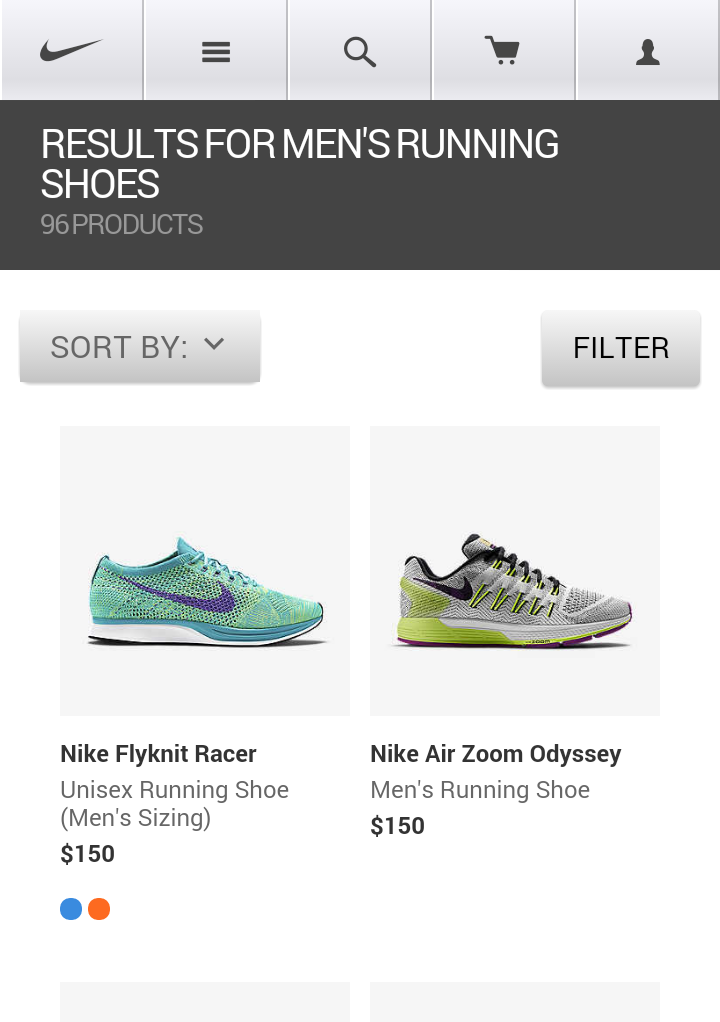 RESULTS FOR MEN'S RUNNING
SHOES
96 PRODUCTS
SORT BY:
FILTER
Nike Flyknit Racer
Unisex Running Shoe
(Men's Sizing)
$150
Nike Air Zoom Odyssey
Men's Running Shoe
$150